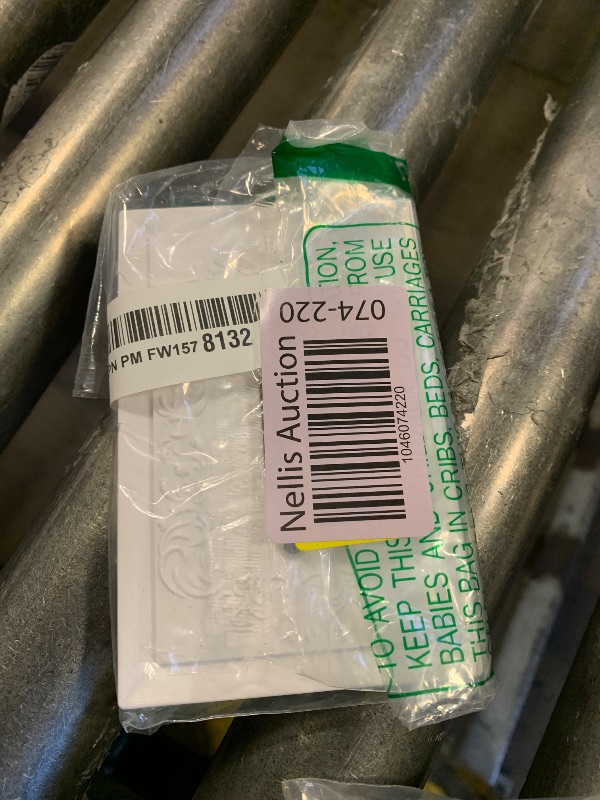 PN PM FW157 8132
074-220
Nellis Auction
1046074220
TION,
ROM
USE
TO AVOID
KEEP THIS
BABIES AND
THIS BAG IN CRIBS, BEDS, CARRIAGES